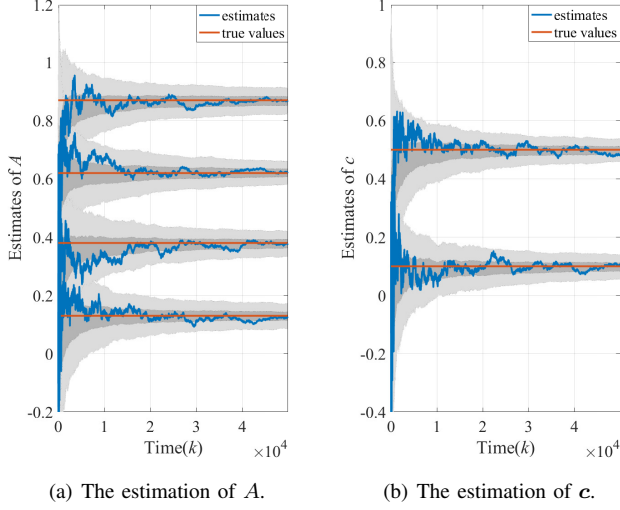 estimates
true values
1.2
1
0.8
0.6
0.4
0.2
0
-0.2
Estimates of A
0
1
2
3
4
Time(k)
×10^4
(a) The estimation of A.
estimates
true values
1
0.8
0.6
0.4
0.2
0
-0.2
-0.4
Estimates of c
0
1
2
3
4
Time(k)
×10^4
(b) The estimation of c.